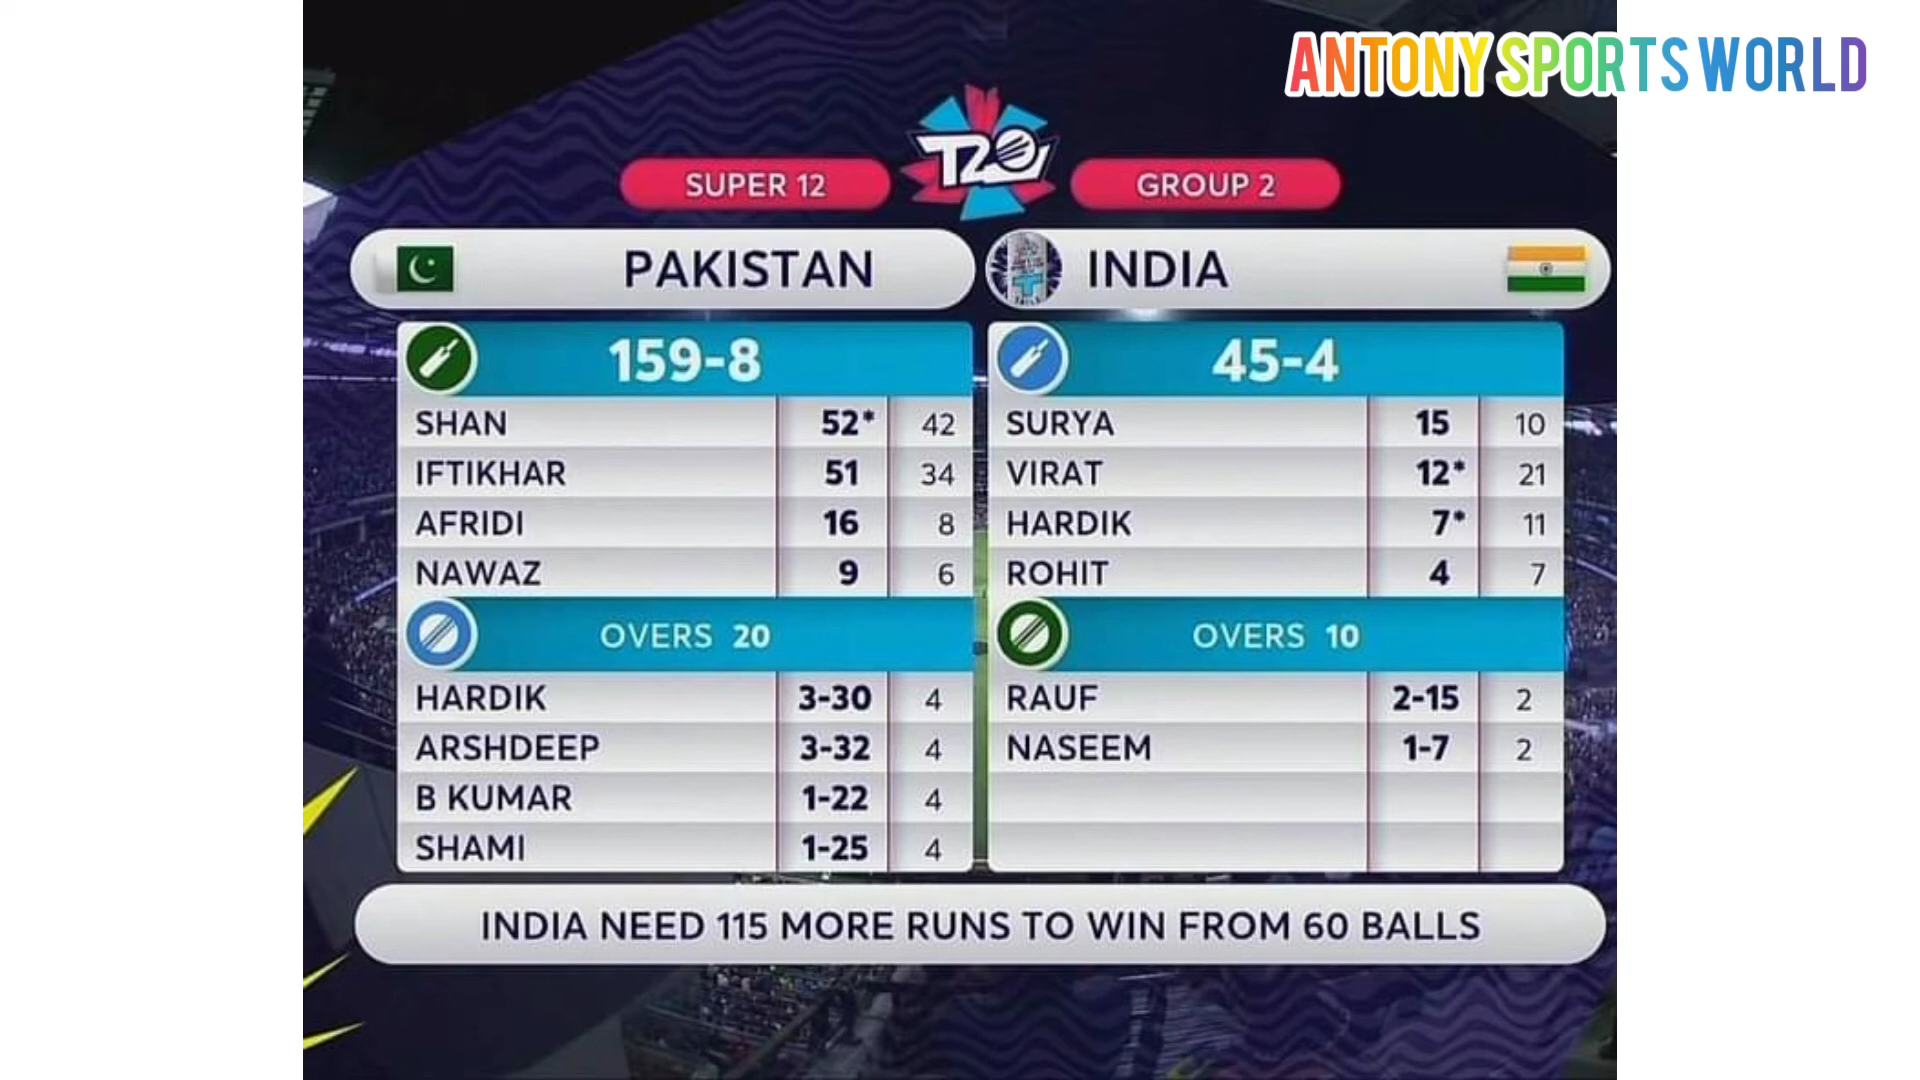 ANTONY SPORTS WORLD
T20
SUPER 12
GROUP 2
PAKISTAN
INDIA
159-8
SHAN 52* 42
IFTIKHAR 51 34
AFRIDI 16 8
NAWAZ 9 6
OVERS 20
HARDIK 3-30 4
ARSHDEEP 3-32 4
B KUMAR 1-22 4
SHAMI 1-25 4
45-4
SURYA 15 10
VIRAT 12* 21
HARDIK 7* 11
ROHIT 4 7
OVERS 10
RAUF 2-15 2
NASEEM 1-7 2
INDIA NEED 115 MORE RUNS TO WIN FROM 60 BALLS